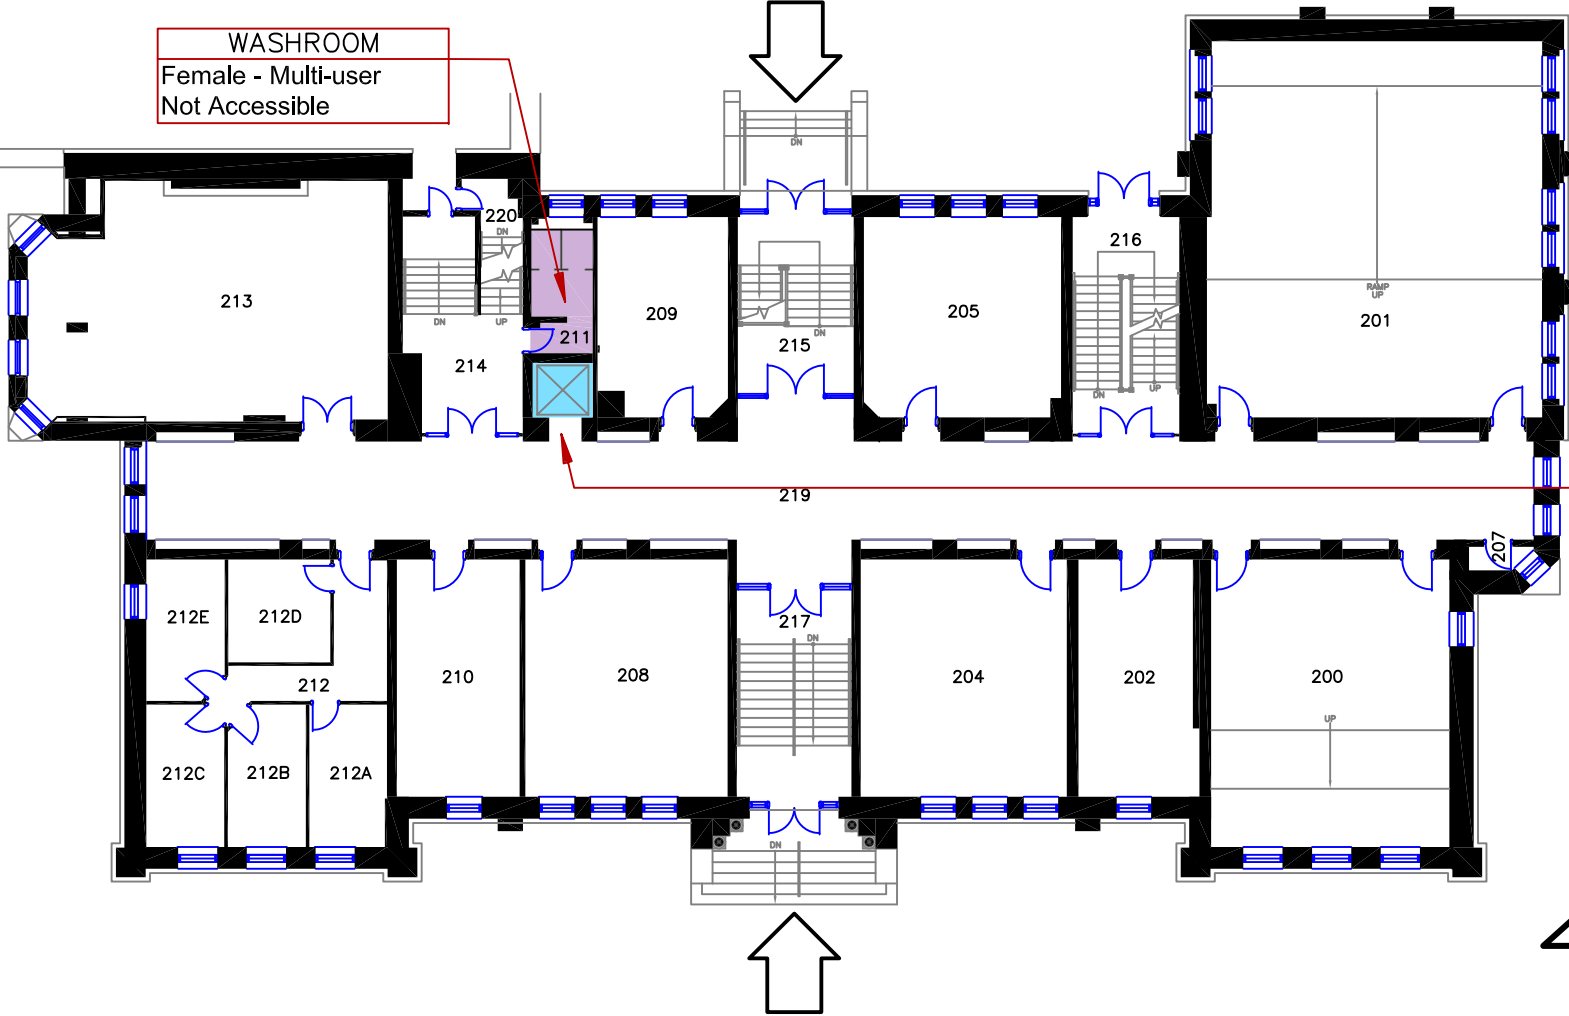 WASHROOM
Female - Multi-user
Not Accessible
DN
220
DN
216
213
DN
UP
209
211
214
DN
215
205
DN
UP
RAMP
UP
201
219
207
212E
212D
212
210
208
217
DN
204
202
200
UP
212C
212B
212A
DN